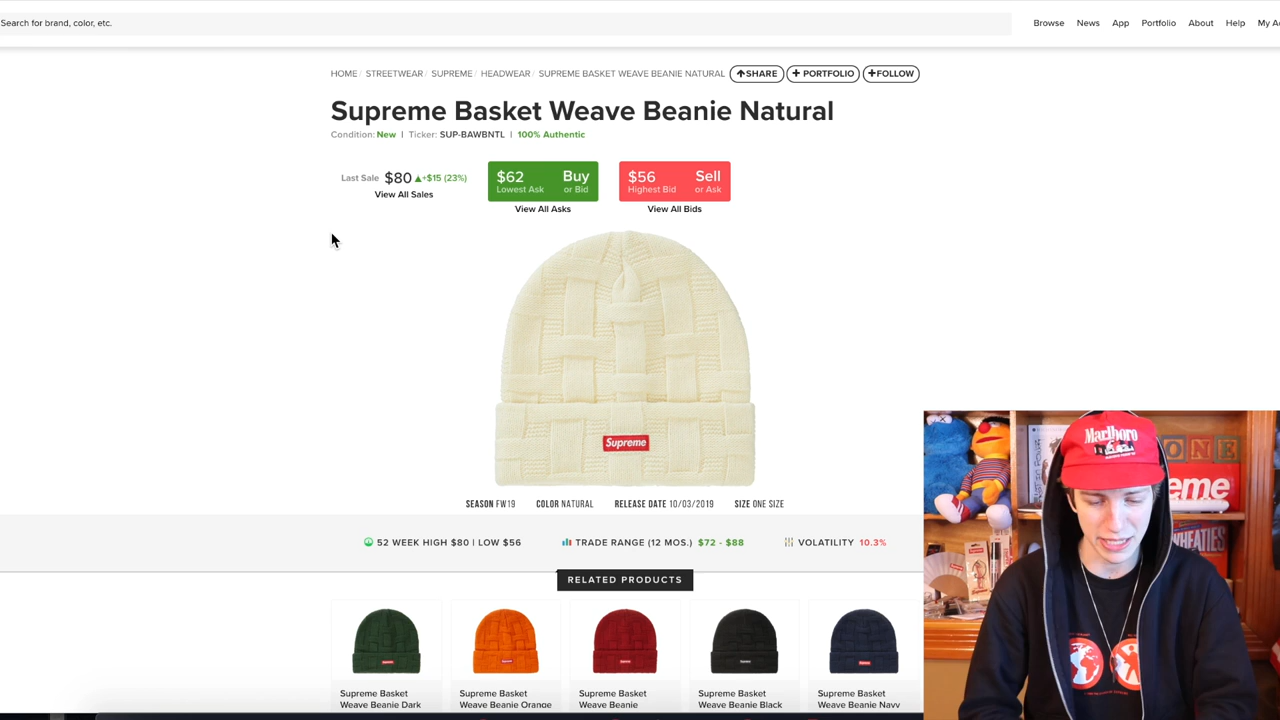 Search for brand, color, etc.
Browse News App Portfolio About Help My A
HOME / STREETWEAR / SUPREME / HEADWEAR / SUPREME BASKET WEAVE BEANIE NATURAL
SHARE
+ PORTFOLIO
+FOLLOW
Supreme Basket Weave Beanie Natural
Condition: New | Ticker: SUP-BAWBNTL | 100% Authentic
Last Sale $80 ▲+$15 (23%)
View All Sales
$62 Buy
Lowest Ask or Bid
View All Asks
$56 Sell
Highest Bid or Ask
View All Bids
Supreme
SEASON FW19 COLOR NATURAL RELEASE DATE 10/03/2019 SIZE ONE SIZE
52 WEEK HIGH $80 | LOW $56 TRADE RANGE (12 MOS.) $72 - $88 VOLATILITY 10.3%
RELATED PRODUCTS
Supreme Basket
Weave Beanie Dark
Supreme Basket
Weave Beanie Orange
Supreme Basket
Weave Beanie
Supreme Basket
Weave Beanie Black
Supreme Basket
Weave Beanie Navy
Marlboro
ONE
eme
WHEATIES